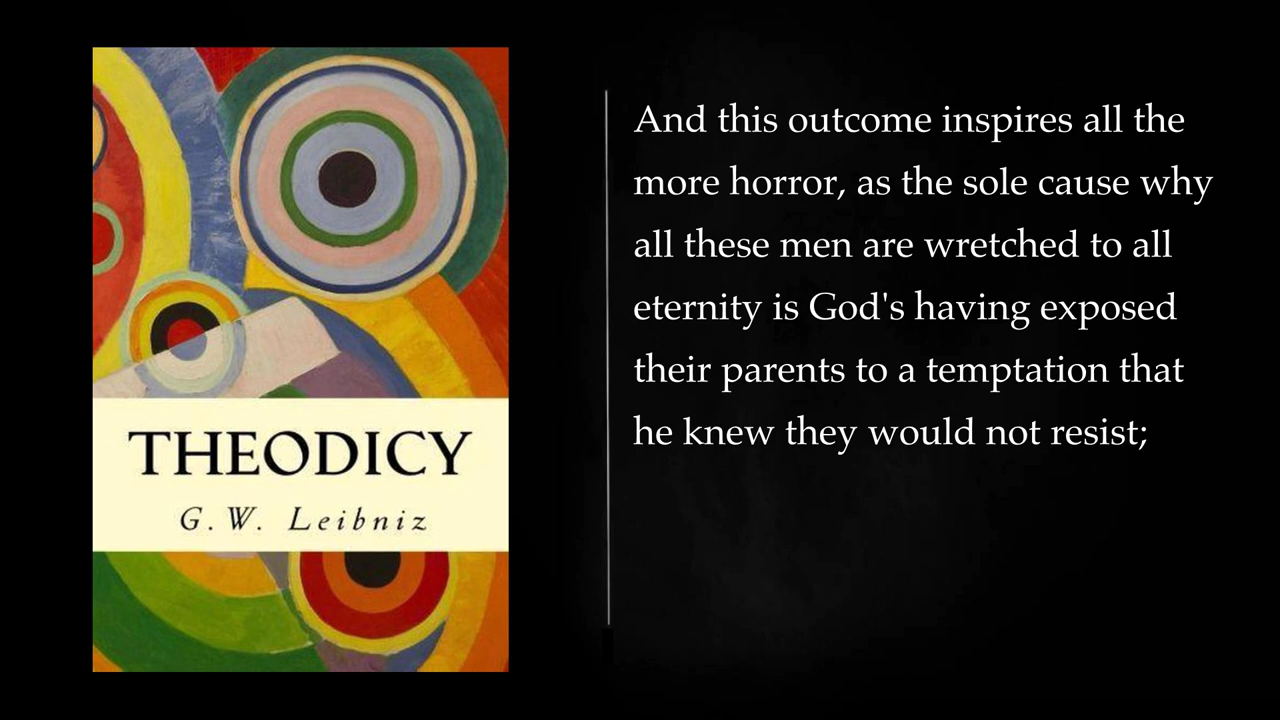 THEODICY
G. W. Leibniz
And this outcome inspires all the
more horror, as the sole cause why
all these men are wretched to all
eternity is God's having exposed
their parents to a temptation that
he knew they would not resist;